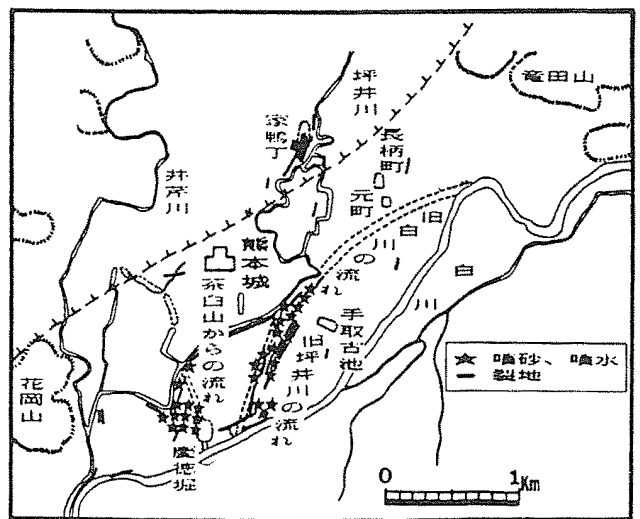 竜田山
坪井川
京町
長柄町
井芹川
元町
旧白川の流れ
熊本城
白川
茶臼山からの流れ
手取古池
旧坪井川の流れ
花岡山
慶徳堀
噴砂、噴水
裂地
0 1Km